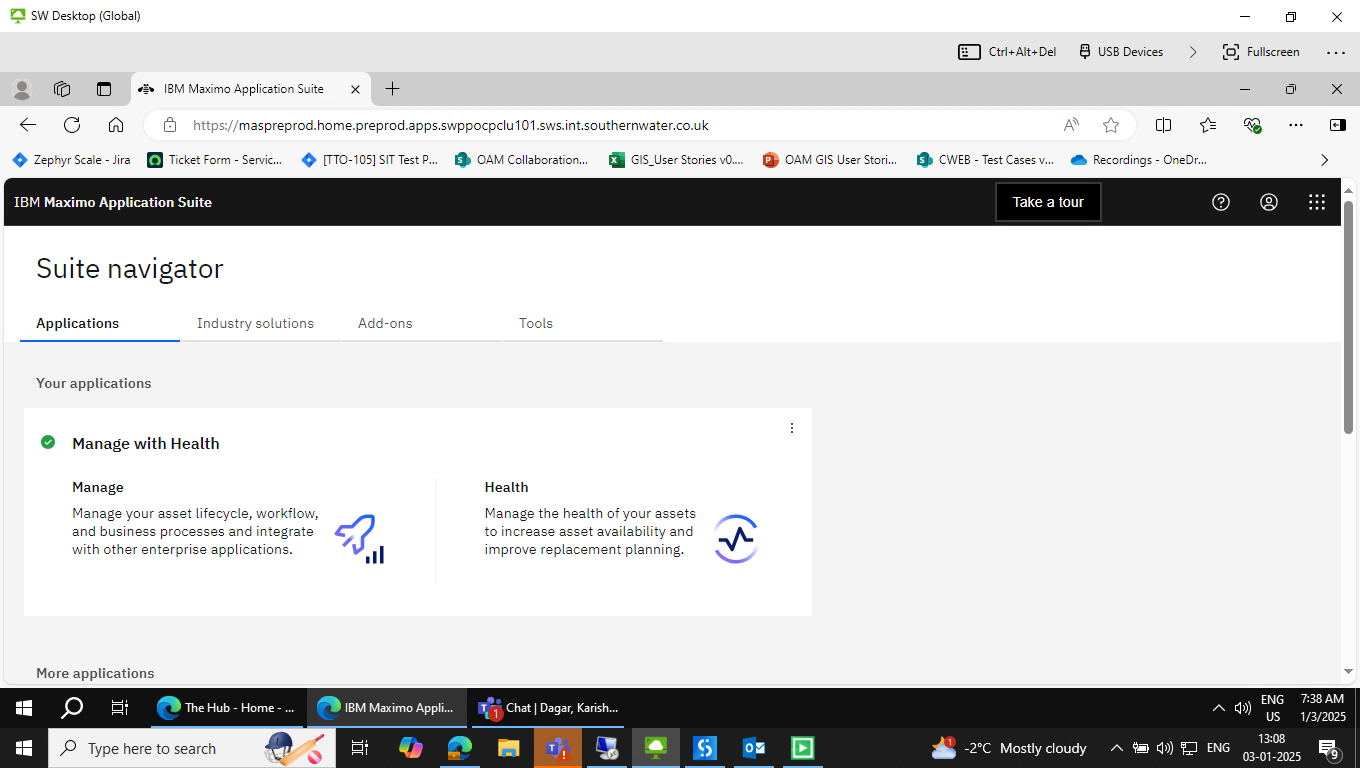 SW Desktop (Global)
Ctrl+Alt+Del USB Devices Fullscreen
IBM Maximo Application Suite
https://maspreprod.home.preprod.apps.swppocpclu101.sws.int.southernwater.co.uk
Zephyr Scale - Jira Ticket Form - Servic... [TTO-105] SIT Test P... OAM Collaboration... GIS_User Stories v0.... OAM GIS User Stori... CWEB - Test Cases v... Recordings - OneDr...
IBM Maximo Application Suite Take a tour
Suite navigator
Applications Industry solutions Add-ons Tools
Your applications
Manage with Health
Manage
Manage your asset lifecycle, workflow,
and business processes and integrate
with other enterprise applications.
Health
Manage the health of your assets
to increase asset availability and
improve replacement planning.
More applications
The Hub - Home - ... IBM Maximo Appli... 1 Chat | Dagar, Karish... ENG US 7:38 AM 1/3/2025
Type here to search 1 -2°C Mostly cloudy ENG 13:08 03-01-2025 9